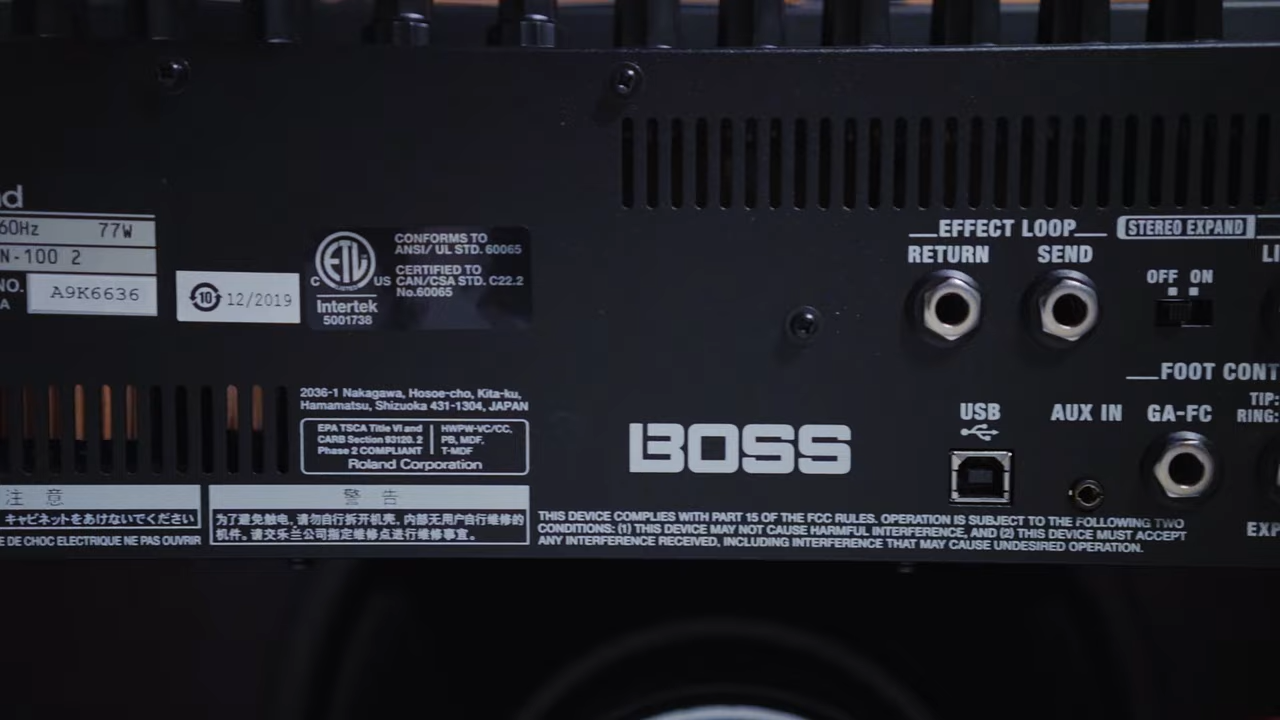 nd
60Hz 77W
N-100 2
NO. A9K6636
A
10 12/2019
C ETL US
LISTED
Intertek
5001738
CONFORMS TO
ANSI/ UL STD. 60065
CERTIFIED TO
CAN/CSA STD. C22.2
No.60065
EFFECT LOOP
RETURN SEND
STEREO EXPAND
LI
OFF ON
FOOT CONT
TIP:
RING:
USB AUX IN GA-FC
EXP
2036-1 Nakagawa, Hosoe-cho, Kita-ku,
Hamamatsu, Shizuoka 431-1304, JAPAN
EPA TSCA Title VI and
CARB Section 93120. 2
Phase 2 COMPLIANT
HWPW-VC/CC,
PB, MDF,
T-MDF
Roland Corporation
BOSS
注 意
キャビネットをあけないでください
E DE CHOC ELECTRIQUE NE PAS OUVRIR
警 告
为了避免触电，请勿自行拆开机壳。内部无用户自行维修的
机件。请交乐兰公司指定维修点进行维修事宜。
THIS DEVICE COMPLIES WITH PART 15 OF THE FCC RULES. OPERATION IS SUBJECT TO THE FOLLOWING TWO
CONDITIONS: (1) THIS DEVICE MAY NOT CAUSE HARMFUL INTERFERENCE, AND (2) THIS DEVICE MUST ACCEPT
ANY INTERFERENCE RECEIVED, INCLUDING INTERFERENCE THAT MAY CAUSE UNDESIRED OPERATION.